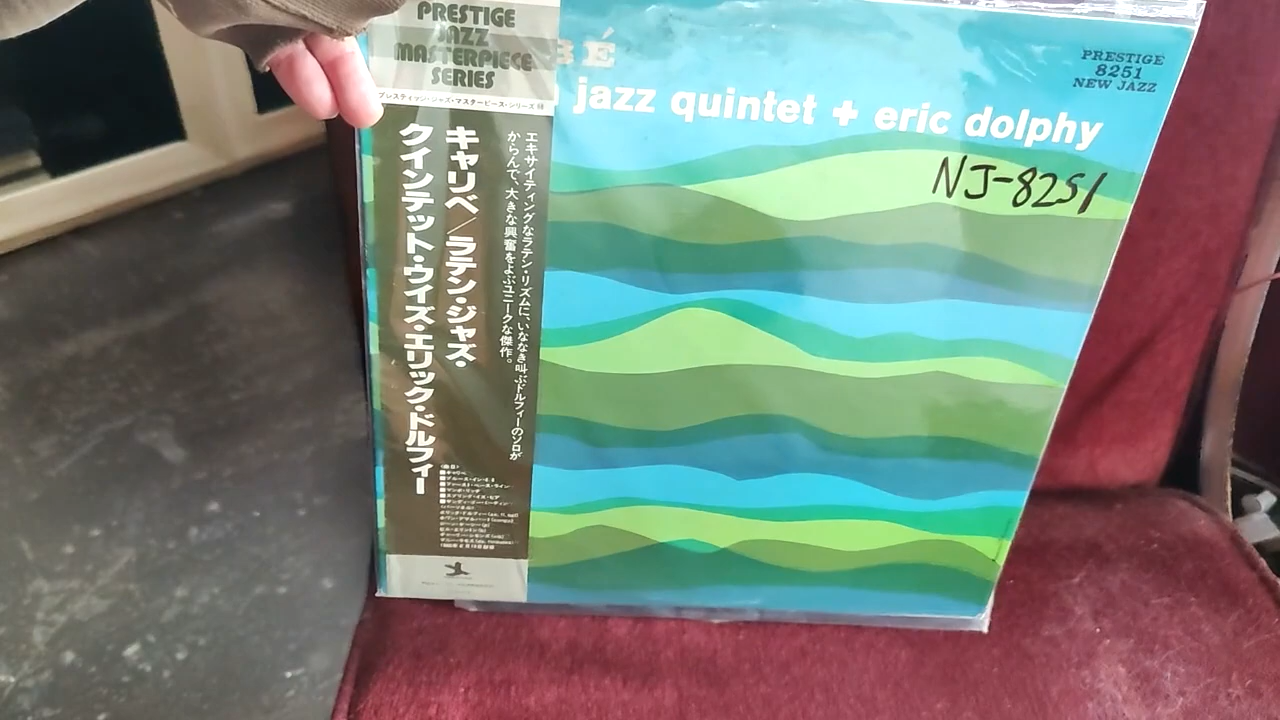 PRESTIGE
JAZZ
MASTERPIECE
SERIES
プレスティッジ・ジャズ・マスターピース・シリーズ
エキサイティングなラテン・リズムに、いななき叫ぶドルフィーのソロが
からんで、大きな興奮をよぶユニークな傑作。
キャリベ/ラテン・ジャズ・
クインテット・ウィズ・エリック・ドルフィー
BÉ
jazz quintet + eric dolphy
PRESTIGE
8251
NEW JAZZ
NJ-8251